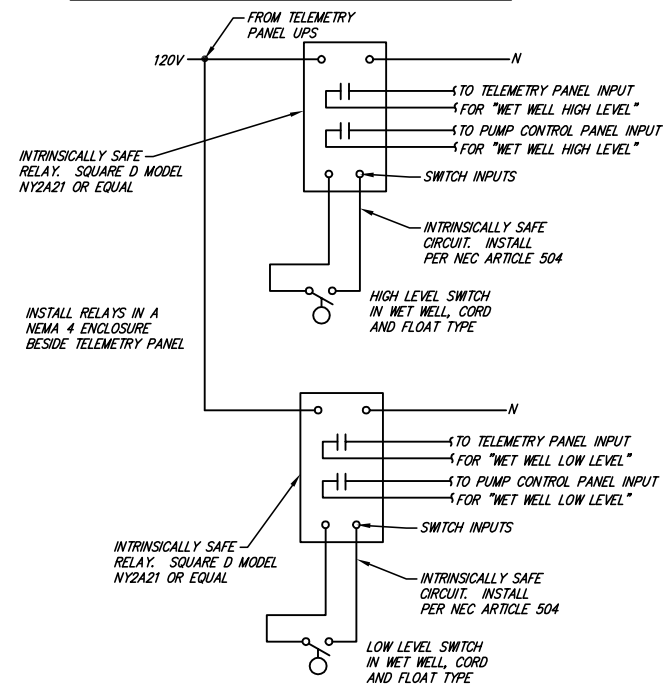 FROM TELEMETRY
PANEL UPS
120V
N
TO TELEMETRY PANEL INPUT
FOR "WET WELL HIGH LEVEL"
TO PUMP CONTROL PANEL INPUT
FOR "WET WELL HIGH LEVEL"
INTRINSICALLY SAFE
RELAY. SQUARE D MODEL
NY2A21 OR EQUAL
SWITCH INPUTS
INTRINSICALLY SAFE
CIRCUIT. INSTALL
PER NEC ARTICLE 504
HIGH LEVEL SWITCH
IN WET WELL, CORD
AND FLOAT TYPE
INSTALL RELAYS IN A
NEMA 4 ENCLOSURE
BESIDE TELEMETRY PANEL
N
TO TELEMETRY PANEL INPUT
FOR "WET WELL LOW LEVEL"
TO PUMP CONTROL PANEL INPUT
FOR "WET WELL LOW LEVEL"
SWITCH INPUTS
INTRINSICALLY SAFE
RELAY. SQUARE D MODEL
NY2A21 OR EQUAL
INTRINSICALLY SAFE
CIRCUIT. INSTALL
PER NEC ARTICLE 504
LOW LEVEL SWITCH
IN WET WELL, CORD
AND FLOAT TYPE